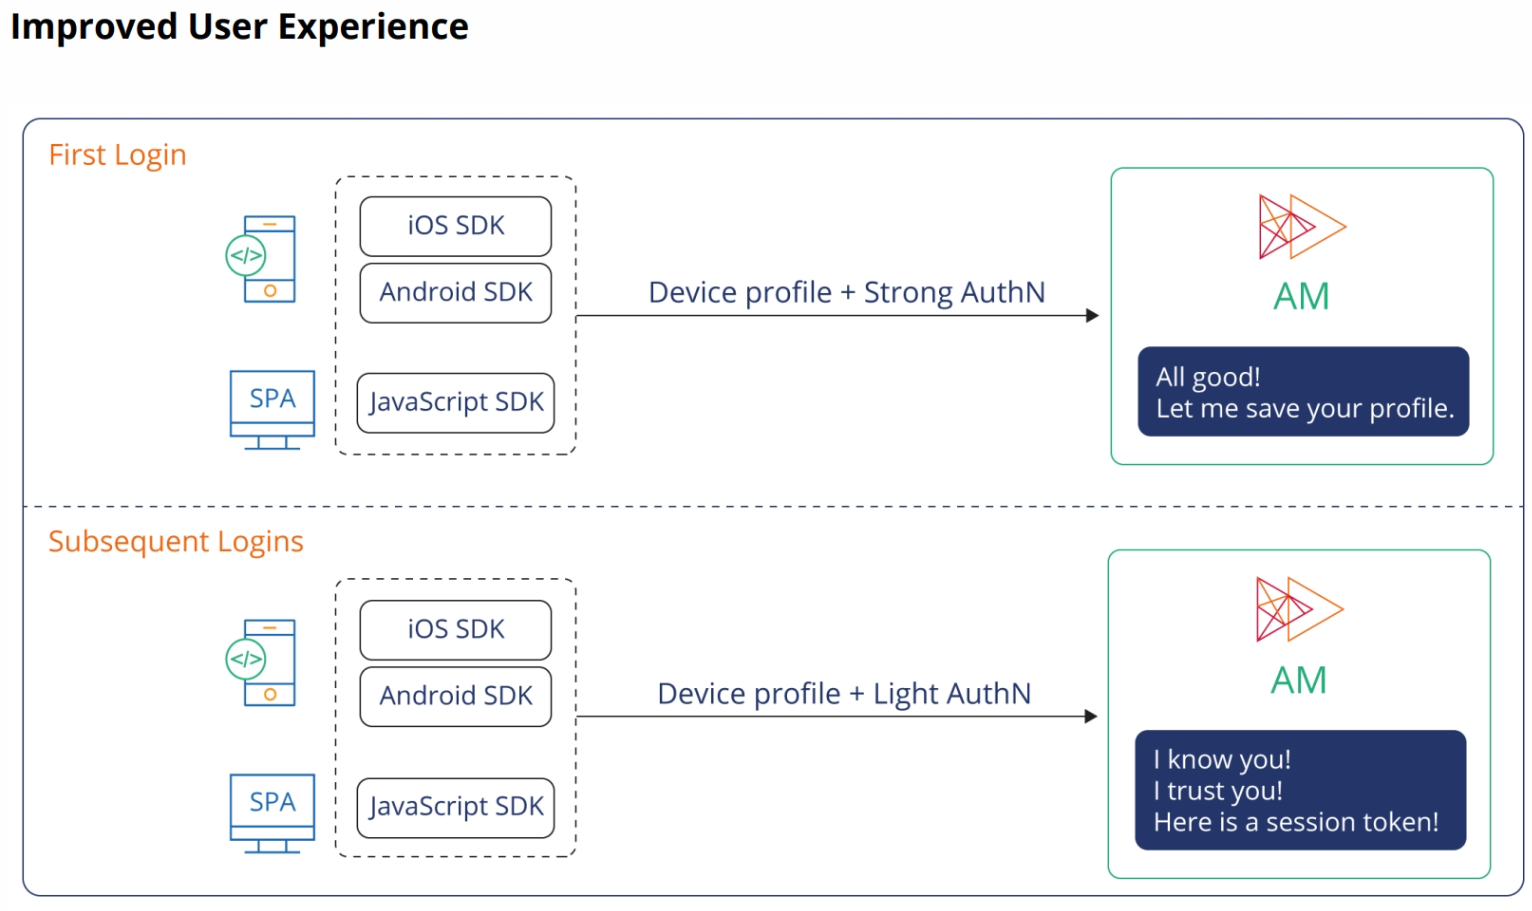 Improved User Experience
First Login
iOS SDK
Android SDK
</>
SPA
JavaScript SDK
Device profile + Strong AuthN
AM
All good!
Let me save your profile.
Subsequent Logins
iOS SDK
Android SDK
</>
SPA
JavaScript SDK
Device profile + Light AuthN
AM
I know you!
I trust you!
Here is a session token!